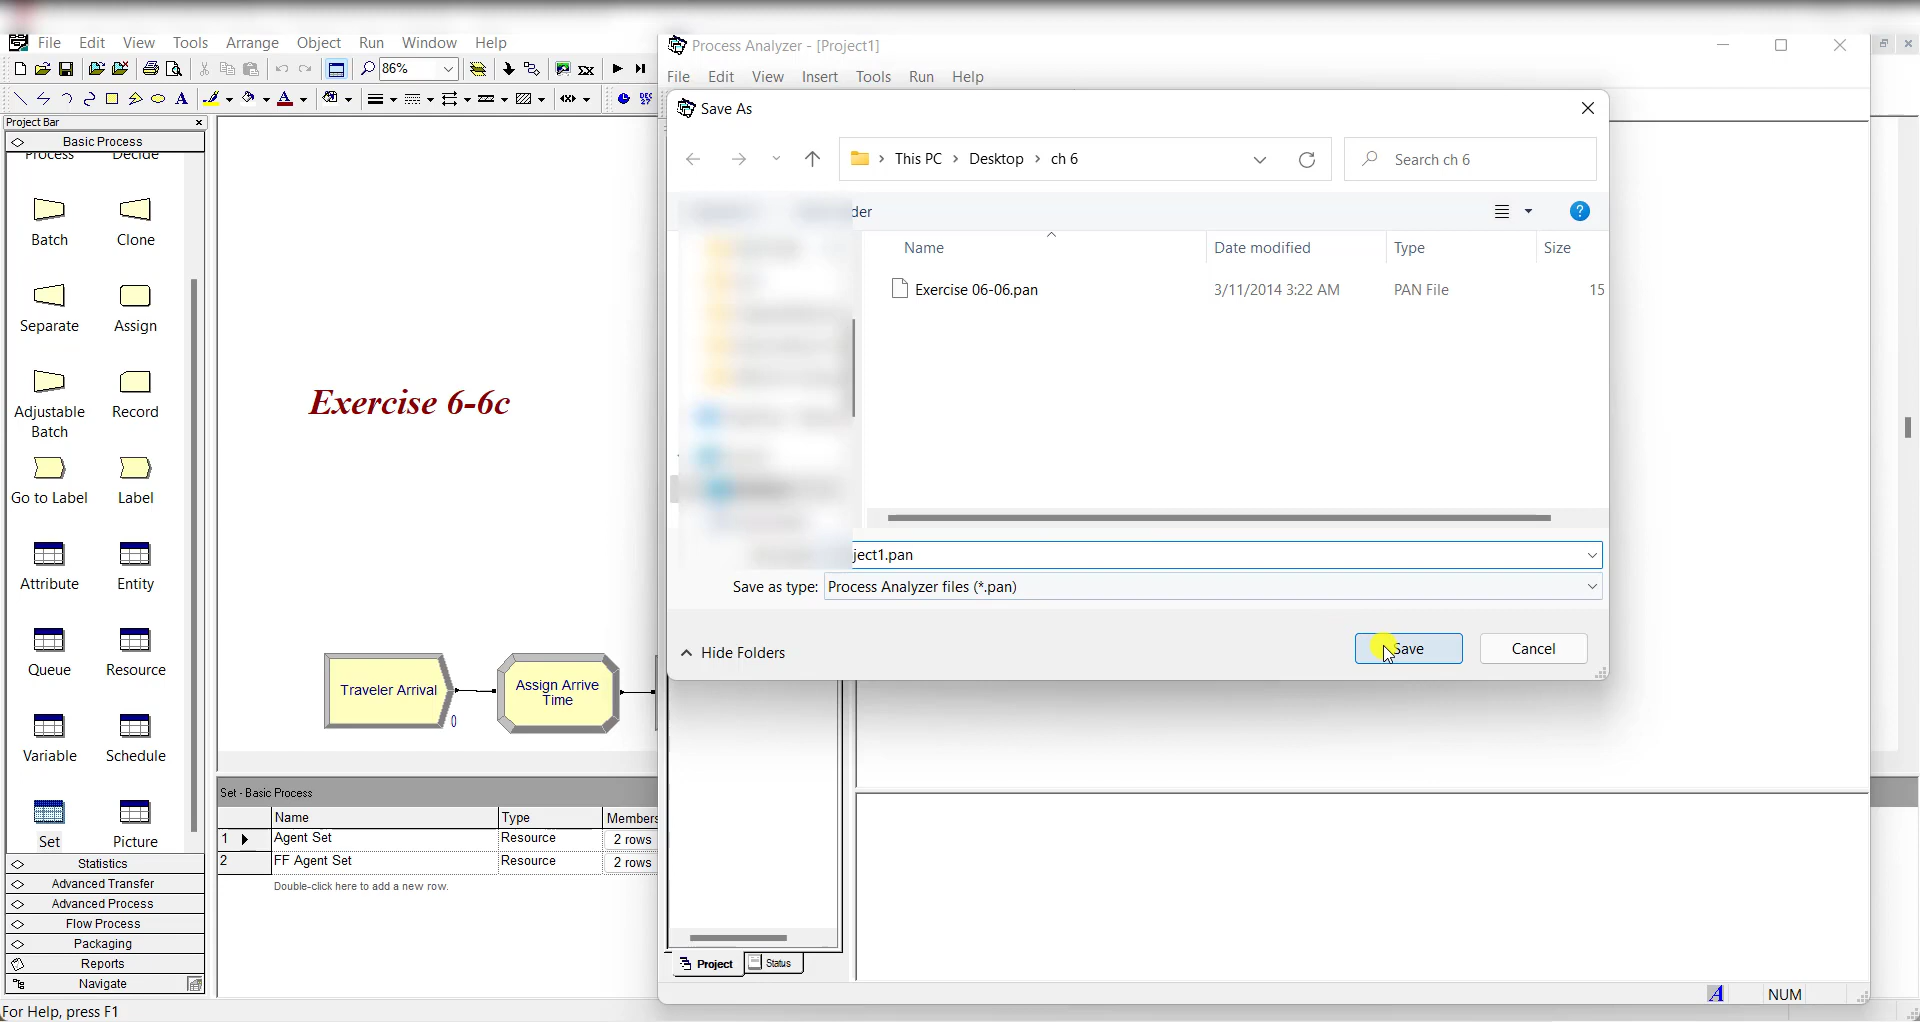 File Edit View Tools Arrange Object Run Window Help
86%
Project Bar
Basic Process
Process Decide
Batch Clone
Separate Assign
Adjustable Batch Record
Go to Label Label
Attribute Entity
Queue Resource
Variable Schedule
Set Picture
Statistics
Advanced Transfer
Advanced Process
Flow Process
Packaging
Reports
Navigate
For Help, press F1
Exercise 6-6c
Traveler Arrival
0
Assign Arrive
Time
Set - Basic Process
Name Type Members
1 Agent Set Resource 2 rows
2 FF Agent Set Resource 2 rows
Double-click here to add a new row.
Process Analyzer - [Project1]
File Edit View Insert Tools Run Help
Save As
This PC > Desktop > ch 6
Search ch 6
der
Name Date modified Type Size
Exercise 06-06.pan 3/11/2014 3:22 AM PAN File 15
ject1.pan
Save as type: Process Analyzer files (*.pan)
Hide Folders
Save Cancel
Project Status
A NUM